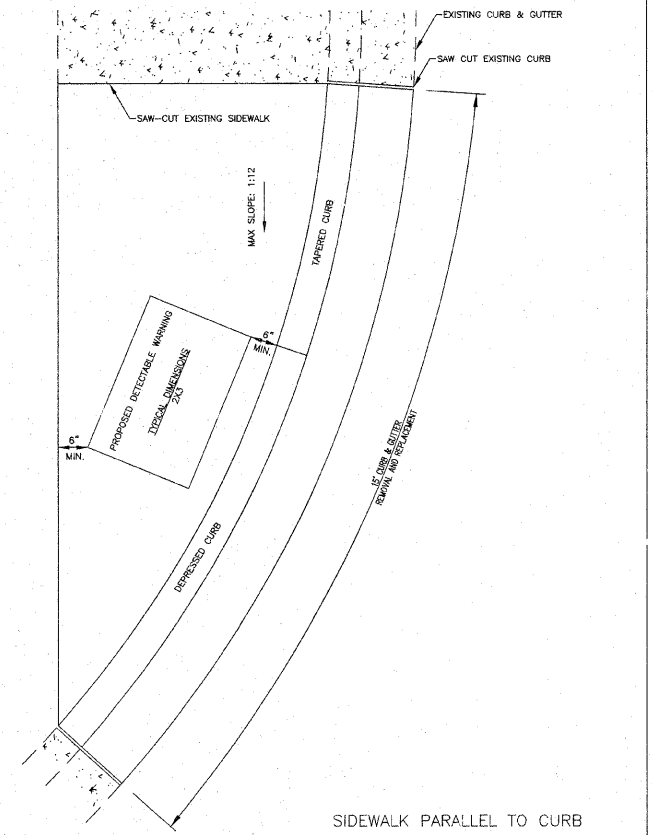 EXISTING CURB & GUTTER
SAW CUT EXISTING CURB
SAW-CUT EXISTING SIDEWALK
MAX SLOPE: 1:12
TAPERED CURB
PROPOSED DETECTABLE WARNING
TYPICAL DIMENSIONS
2X3
6"
MIN.
6"
MIN.
15' CURB & GUTTER
REMOVAL AND REPLACEMENT
DEPRESSED CURB
SIDEWALK PARALLEL TO CURB